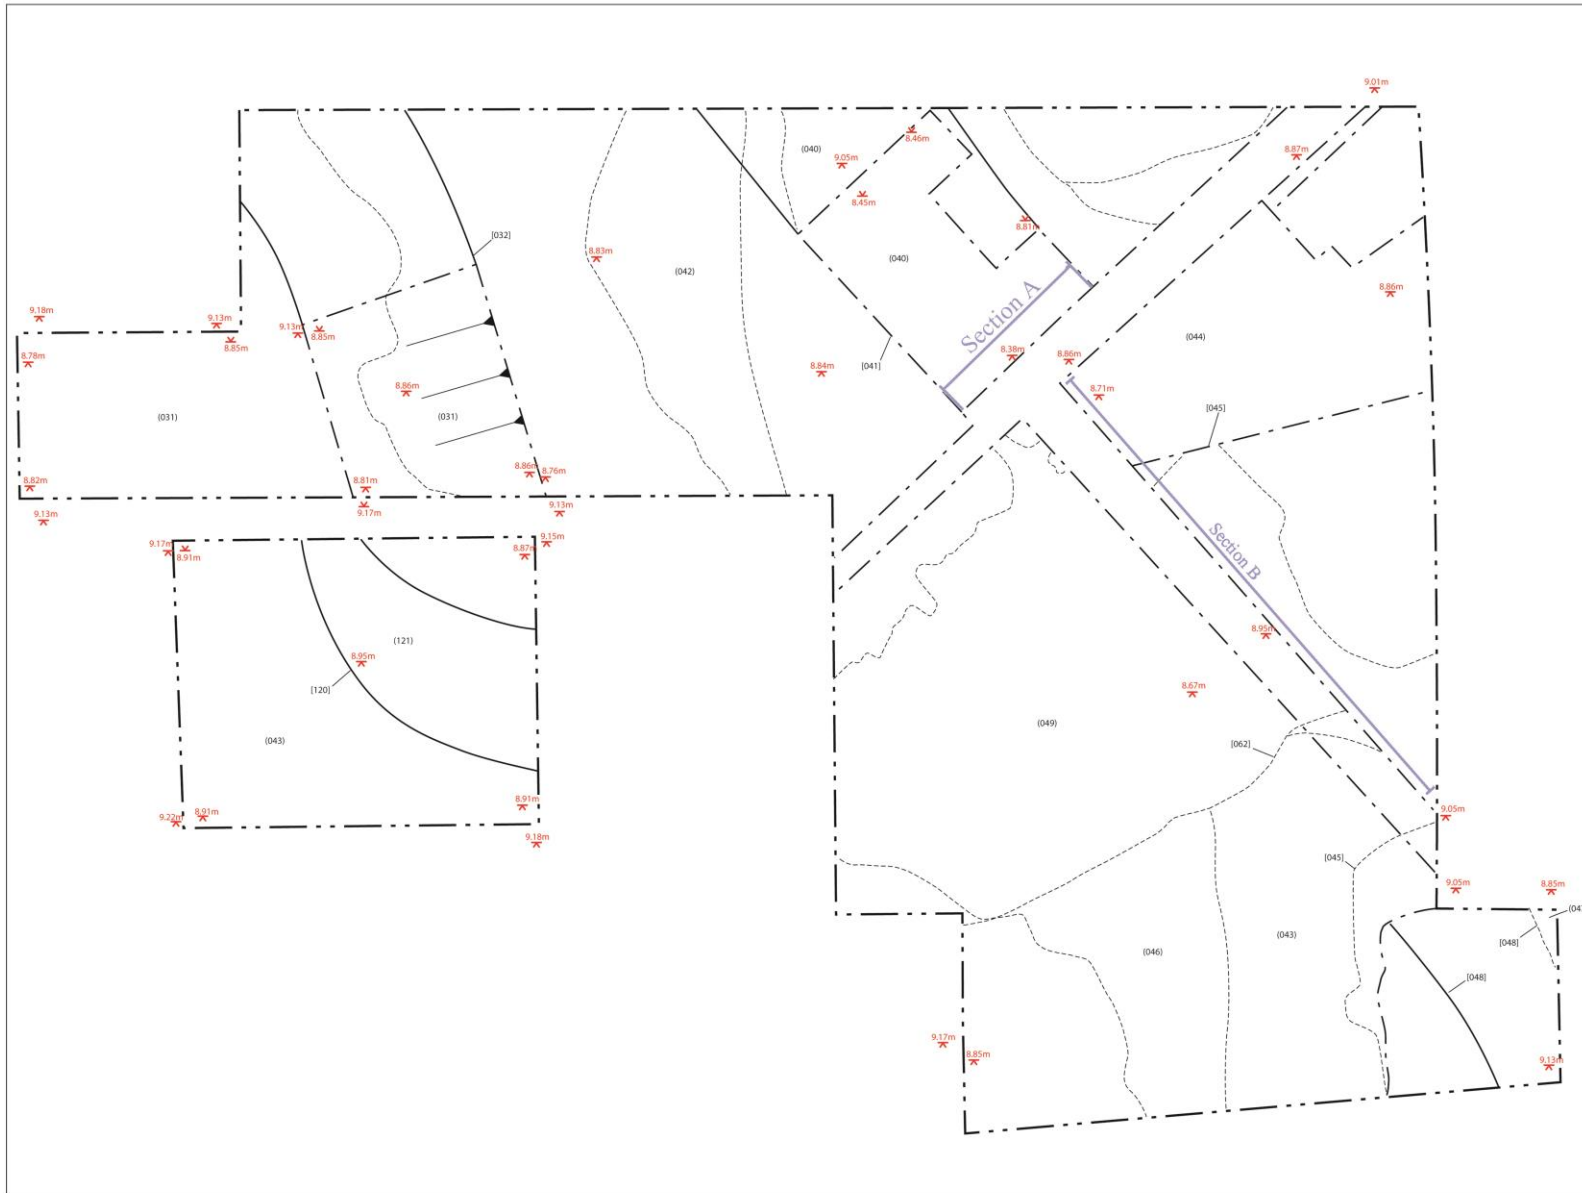 9.01m
8.46m
(040)
9.05m
8.87m
8.45m
8.81m
[032]
8.83m
(040)
(042)
8.86m
Section A
9.18m
9.13m
9.13m
8.85m
8.85m
(044)
8.78m
8.38m
8.86m
8.84m
[041]
8.86m
8.71m
(031)
(031)
[045]
8.86m
8.76m
8.82m
8.81m
9.13m
9.17m
9.13m
Section B
9.17m
8.91m
8.87m
9.15m
(121)
8.95m
8.95m
[120]
8.67m
(049)
(043)
[062]
8.91m
9.22m
8.91m
9.05m
9.18m
[045]
9.05m
8.85m
(043)
[048]
(046)
[048]
9.17m
8.85m
9.13m